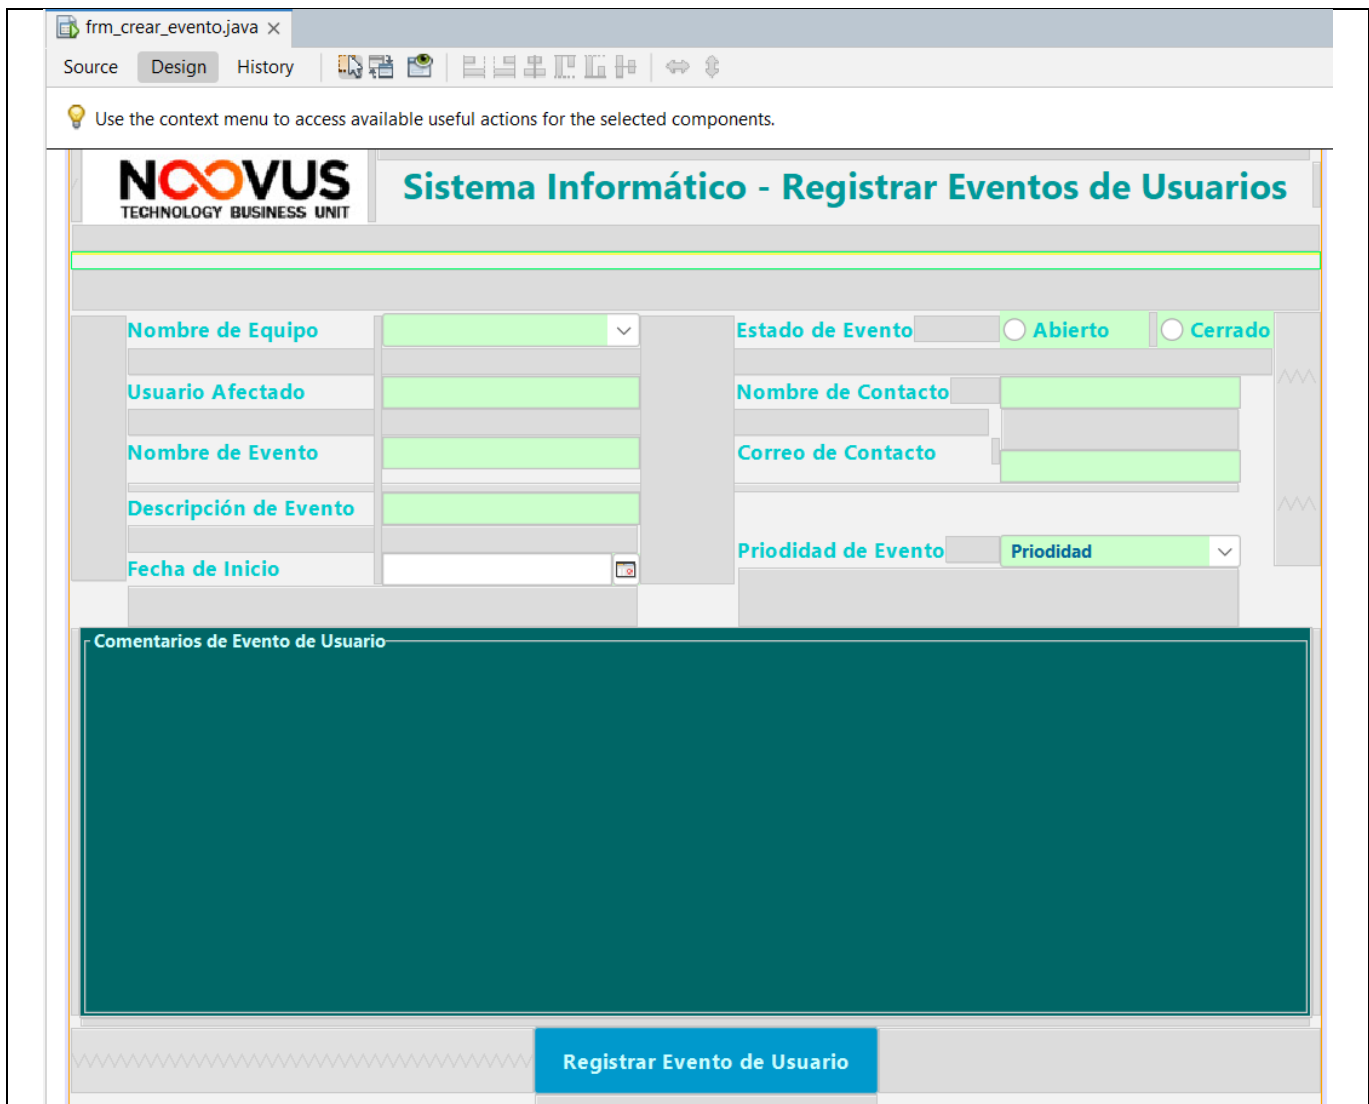 frm_crear_evento.java ×
Source Design History
Use the context menu to access available useful actions for the selected components.
NOOVUS
TECHNOLOGY BUSINESS UNIT
Sistema Informático - Registrar Eventos de Usuarios
Nombre de Equipo
Estado de Evento Abierto Cerrado
Usuario Afectado
Nombre de Contacto
Nombre de Evento
Correo de Contacto
Descripción de Evento
Priodidad de Evento Priodidad
Fecha de Inicio
Comentarios de Evento de Usuario
Registrar Evento de Usuario